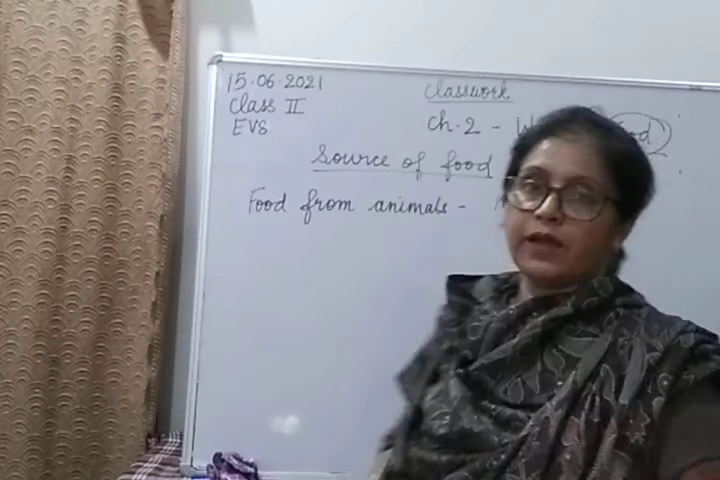 15.06.2021
Classwork
Class II
EVS
Ch.2 -
Source of food
Food from animals -